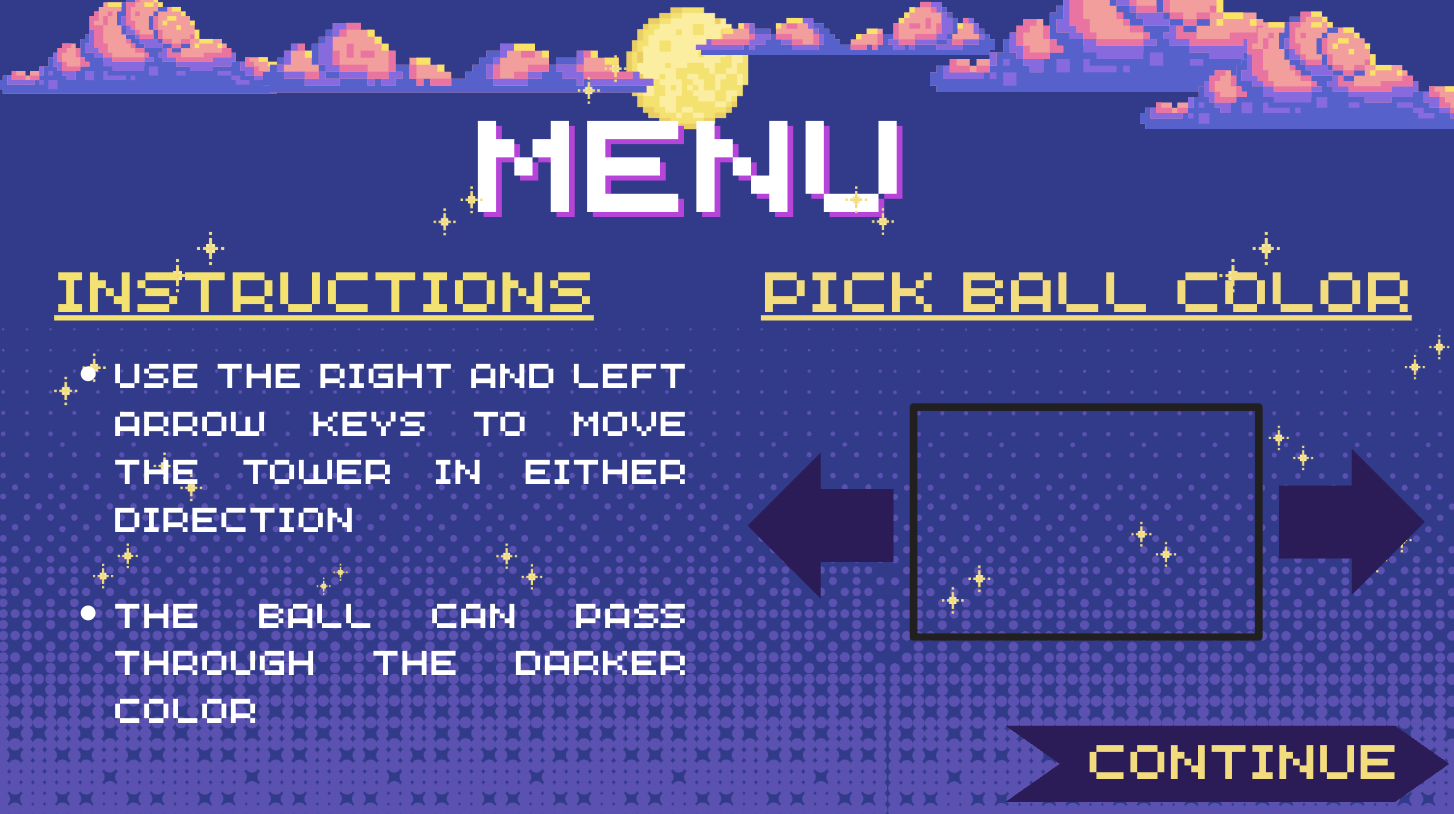 MENU
INSTRUCTIONS
• USE THE RIGHT AND LEFT
ARROW KEYS TO MOVE
THE TOWER IN EITHER
DIRECTION
• THE BALL CAN PASS
THROUGH THE DARKER
COLOR
PICK BALL COLOR
CONTINUE